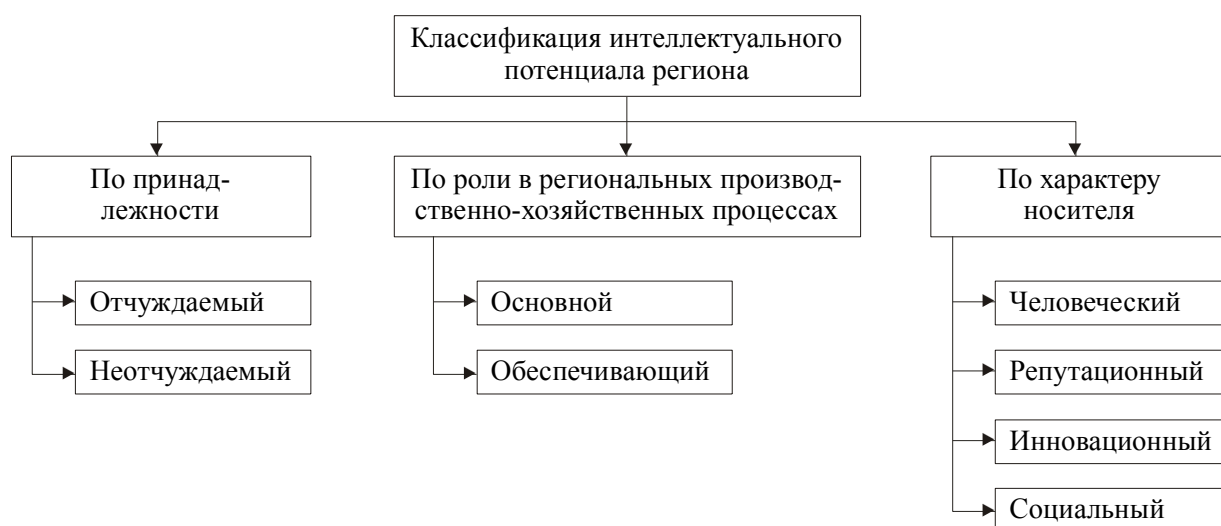 Классификация интеллектуального
потенциала региона
По принад-
лежности
Отчуждаемый
Неотчуждаемый
По роли в региональных производ-
ственно-хозяйственных процессах
Основной
Обеспечивающий
По характеру
носителя
Человеческий
Репутационный
Инновационный
Социальный